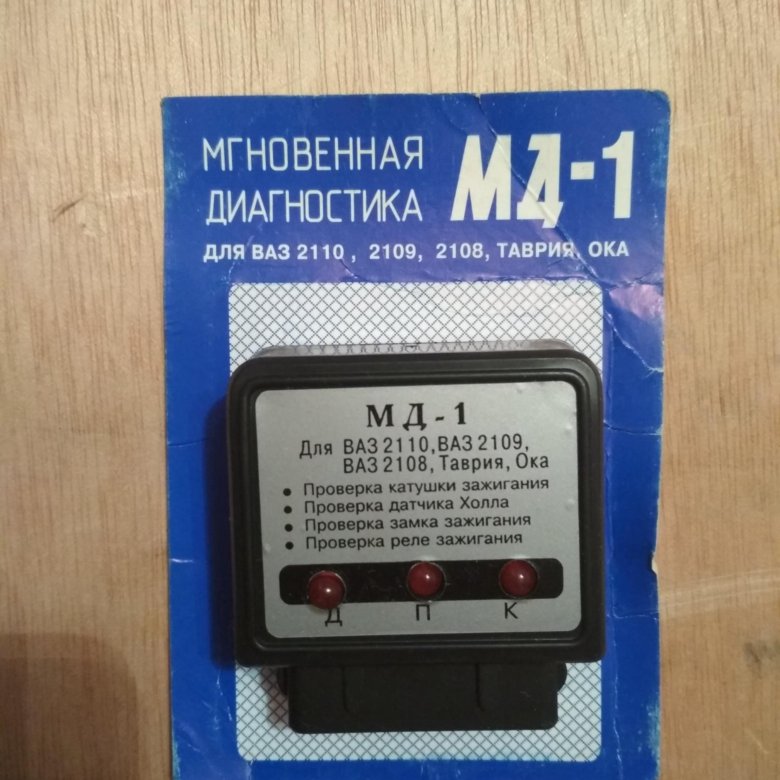 МГНОВЕННАЯ
ДИАГНОСТИКА МД-1
ДЛЯ ВАЗ 2110 , 2109, 2108, ТАВРИЯ, ОКА
МД-1
Для ВАЗ 2110, ВАЗ 2109,
ВАЗ 2108, Таврия, Ока
• Проверка катушки зажигания
• Проверка датчика Холла
• Проверка замка зажигания
• Проверка реле зажигания
Д П К